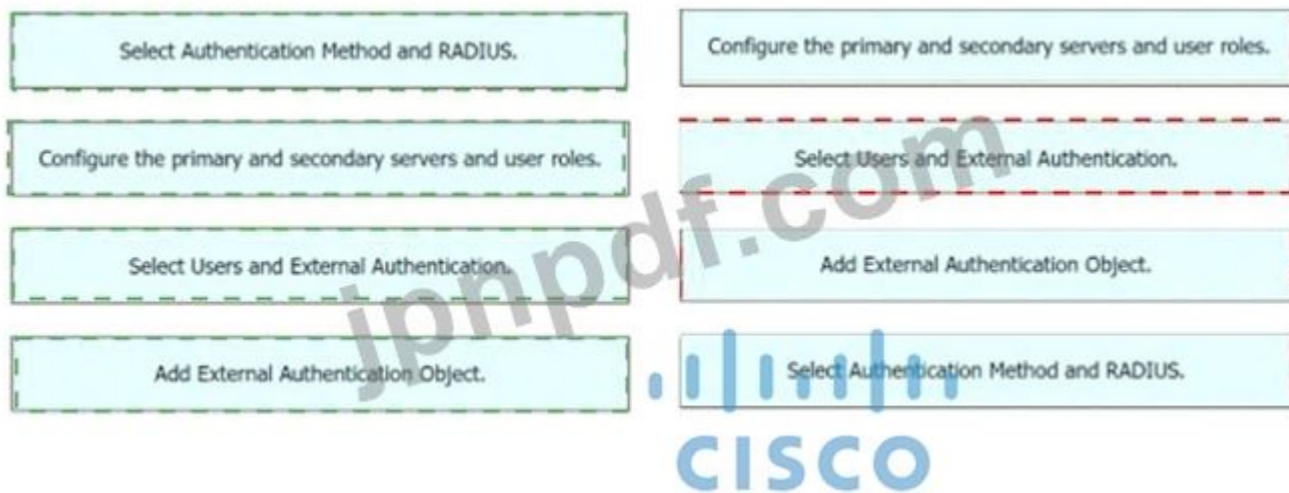 Select Authentication Method and RADIUS.
Configure the primary and secondary servers and user roles.
Select Users and External Authentication.
Add External Authentication Object.
Configure the primary and secondary servers and user roles.
Select Users and External Authentication.
Add External Authentication Object.
Select Authentication Method and RADIUS.
jpnpdf.com
CISCO